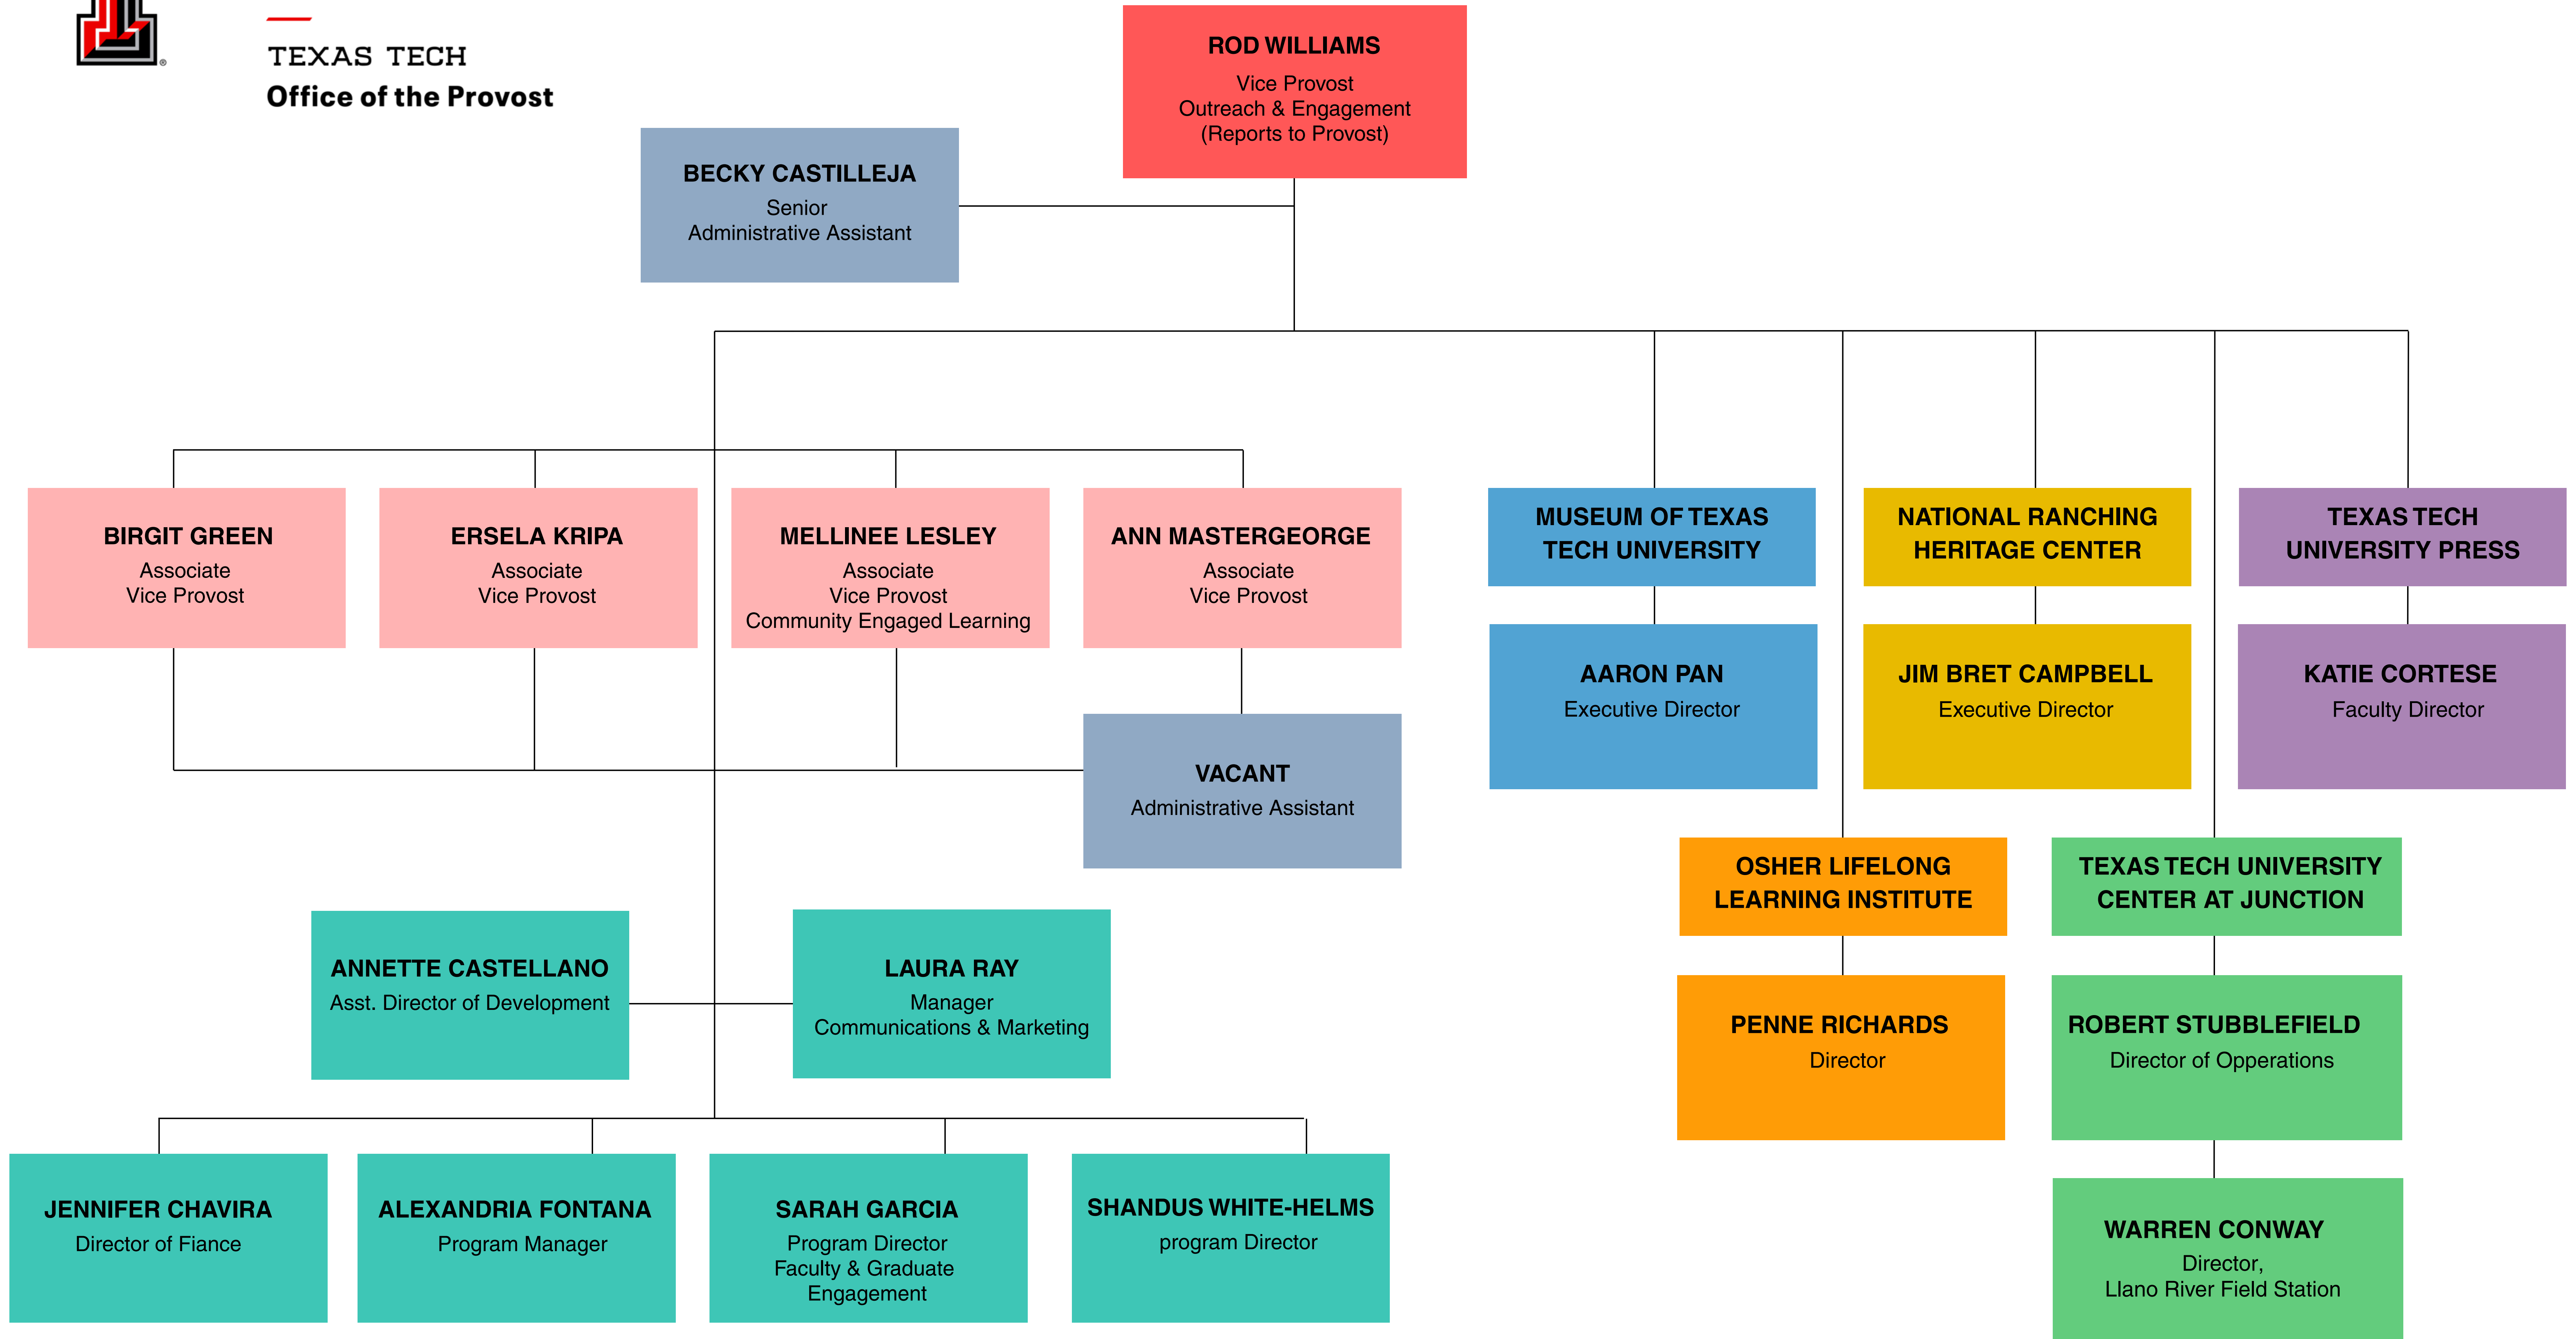 TEXAS TECH
Office of the Provost
ROD WILLIAMS
Vice Provost
Outreach & Engagement
(Reports to Provost)
BECKY CASTILLEJA
Senior
Administrative Assistant
BIRGIT GREEN
Associate
Vice Provost
ERSELA KRIPA
Associate
Vice Provost
MELLINEE LESLEY
Associate
Vice Provost
Community Engaged Learning
ANN MASTERGEORGE
Associate
Vice Provost
VACANT
Administrative Assistant
MUSEUM OF TEXAS
TECH UNIVERSITY
AARON PAN
Executive Director
NATIONAL RANCHING
HERITAGE CENTER
JIM BRET CAMPBELL
Executive Director
TEXAS TECH
UNIVERSITY PRESS
KATIE CORTESE
Faculty Director
OSHER LIFELONG
LEARNING INSTITUTE
PENNE RICHARDS
Director
TEXAS TECH UNIVERSITY
CENTER AT JUNCTION
ROBERT STUBBLEFIELD
Director of Opperations
WARREN CONWAY
Director,
Llano River Field Station
ANNETTE CASTELLANO
Asst. Director of Development
LAURA RAY
Manager
Communications & Marketing
JENNIFER CHAVIRA
Director of Fiance
ALEXANDRIA FONTANA
Program Manager
SARAH GARCIA
Program Director
Faculty & Graduate
Engagement
SHANDUS WHITE-HELMS
program Director